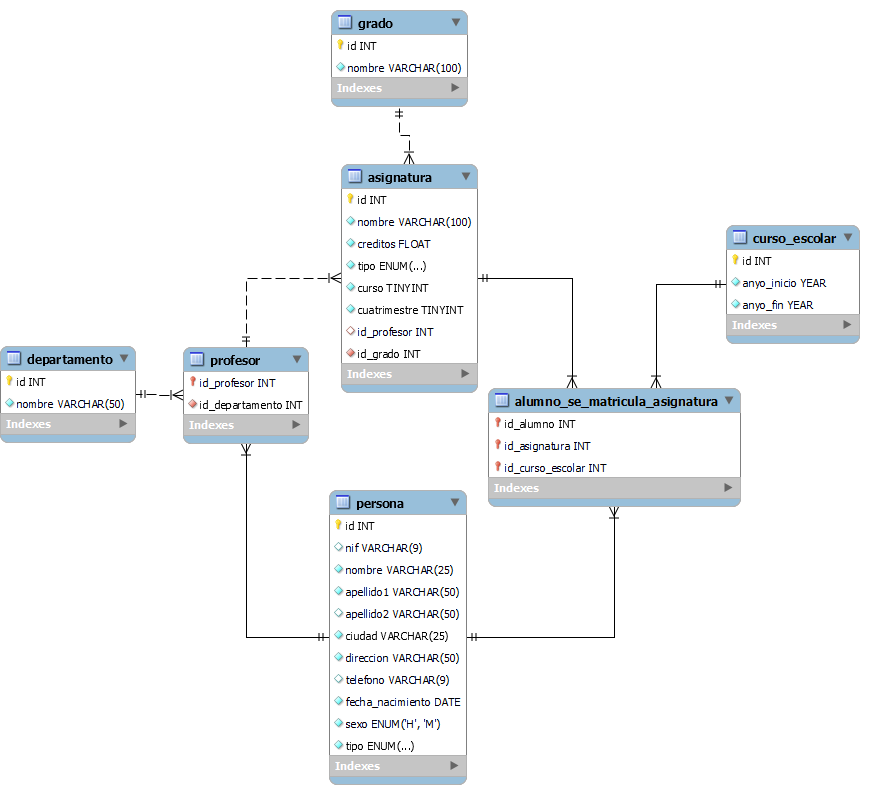 grado
id INT
nombre VARCHAR(100)
Indexes
asignatura
id INT
nombre VARCHAR(100)
creditos FLOAT
tipo ENUM(...)
curso TINYINT
cuatrimestre TINYINT
id_profesor INT
id_grado INT
Indexes
curso_escolar
id INT
anyo_inicio YEAR
anyo_fin YEAR
Indexes
departamento
id INT
nombre VARCHAR(50)
Indexes
profesor
id_profesor INT
id_departamento INT
Indexes
alumno_se_matricula_asignatura
id_alumno INT
id_asignatura INT
id_curso_escolar INT
Indexes
persona
id INT
nif VARCHAR(9)
nombre VARCHAR(25)
apellido1 VARCHAR(50)
apellido2 VARCHAR(50)
ciudad VARCHAR(25)
direccion VARCHAR(50)
telefono VARCHAR(9)
fecha_nacimiento DATE
sexo ENUM('H', 'M')
tipo ENUM(...)
Indexes